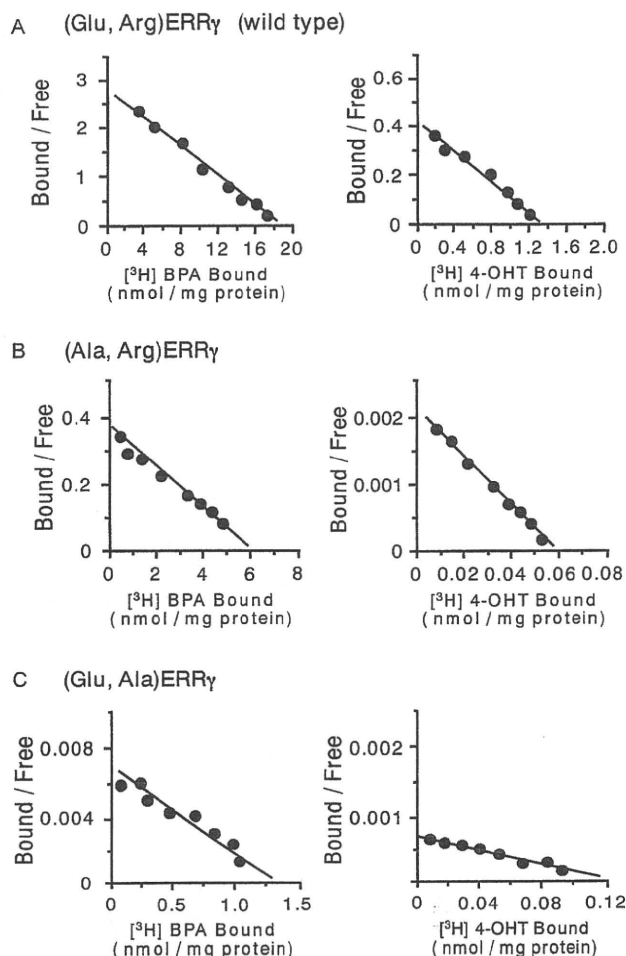 A (Glu, Arg)ERRγ (wild type)
Bound / Free
3
2
1
0
0 4 8 12 16 20
[³H] BPA Bound
(nmol / mg protein)
Bound / Free
0.6
0.4
0.2
0
0 0.4 0.8 1.2 1.6 2.0
[³H] 4-OHT Bound
(nmol / mg protein)
B (Ala, Arg)ERRγ
Bound / Free
0.4
0.2
0
0 2 4 6 8
[³H] BPA Bound
(nmol / mg protein)
Bound / Free
0.002
0.001
0
0 0.02 0.04 0.06 0.08
[³H] 4-OHT Bound
(nmol / mg protein)
C (Glu, Ala)ERRγ
Bound / Free
0.008
0.004
0
0 0.5 1.0 1.5
[³H] BPA Bound
(nmol / mg protein)
Bound / Free
0.002
0.001
0
0 0.04 0.08 0.12
[³H] 4-OHT Bound
(nmol / mg protein)